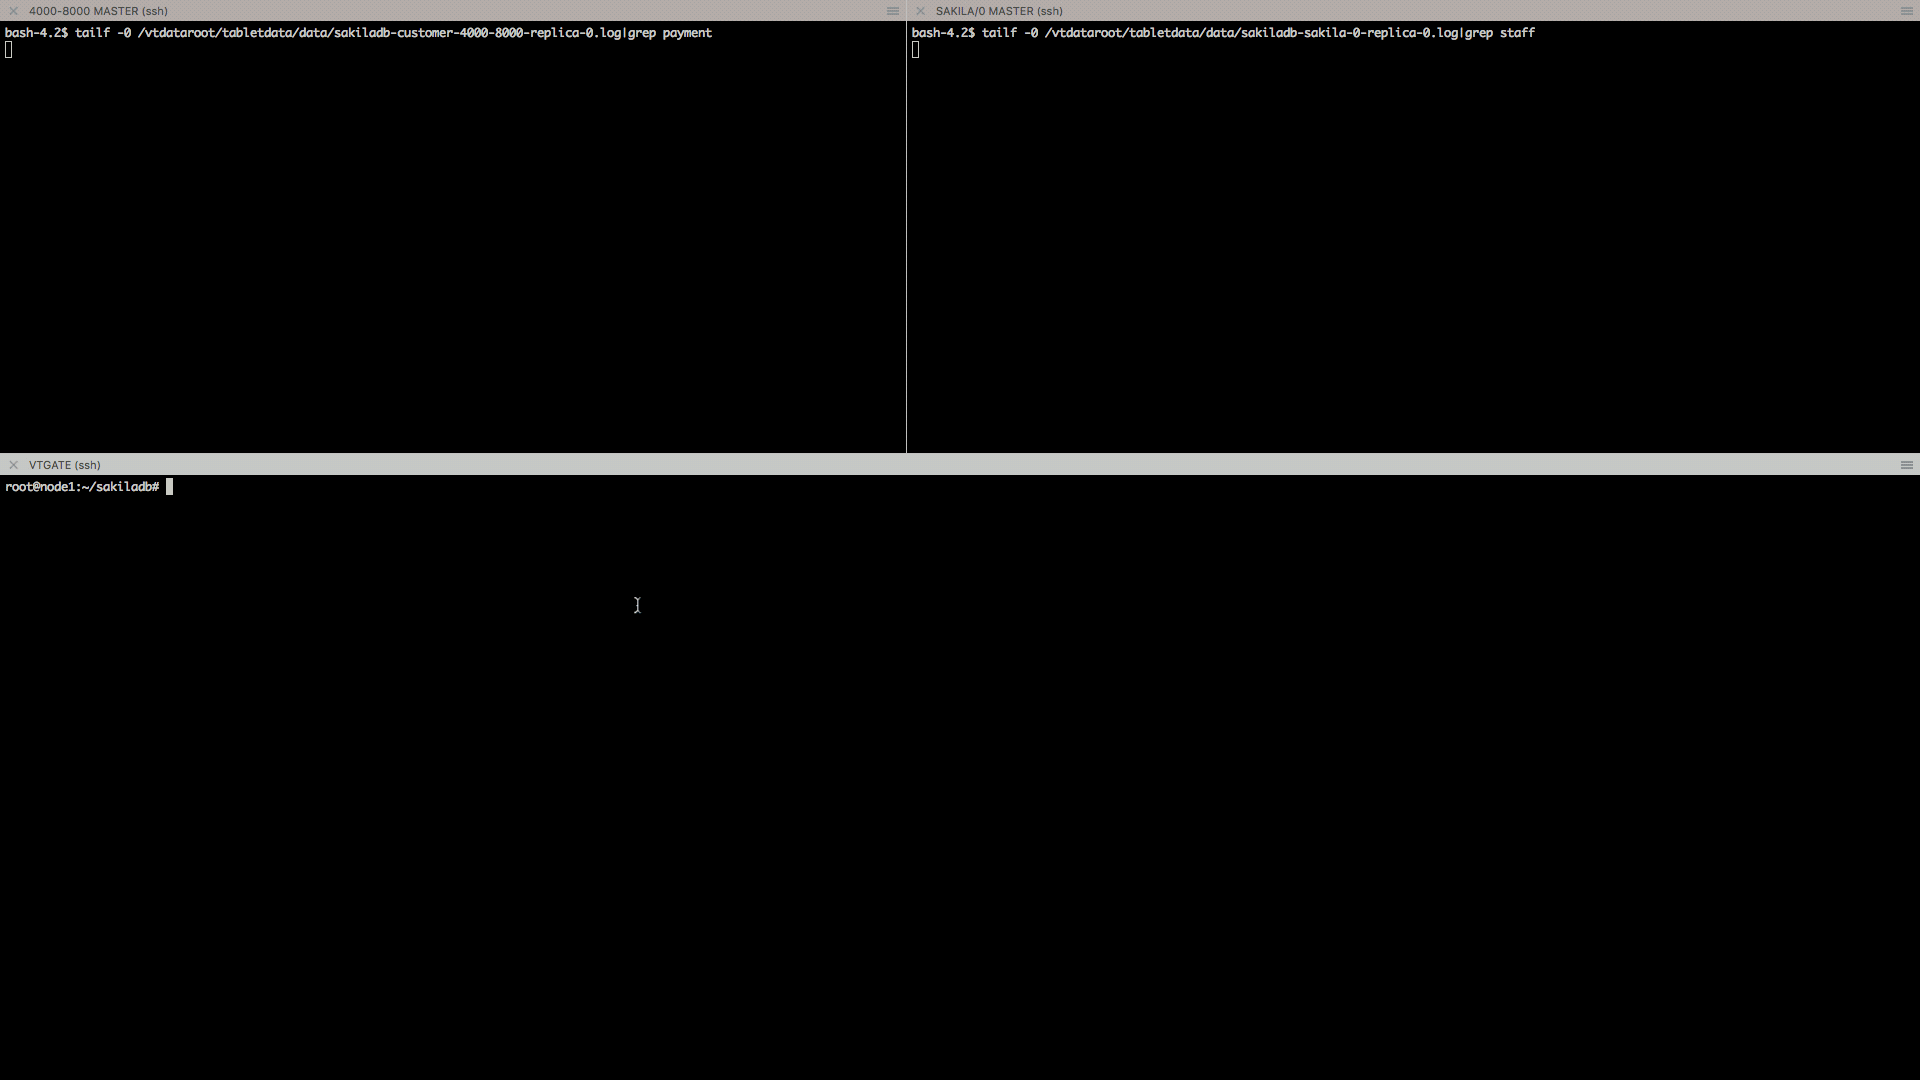 4000-8000 MASTER (ssh)
bash-4.2$ tailf -0 /vtdataroot/tabletdata/data/sakiladb-customer-4000-8000-replica-0.log|grep payment
SAKILA/0 MASTER (ssh)
bash-4.2$ tailf -0 /vtdataroot/tabletdata/data/sakiladb-sakila-0-replica-0.log|grep staff
VTGATE (ssh)
root@node1:~/sakiladb#